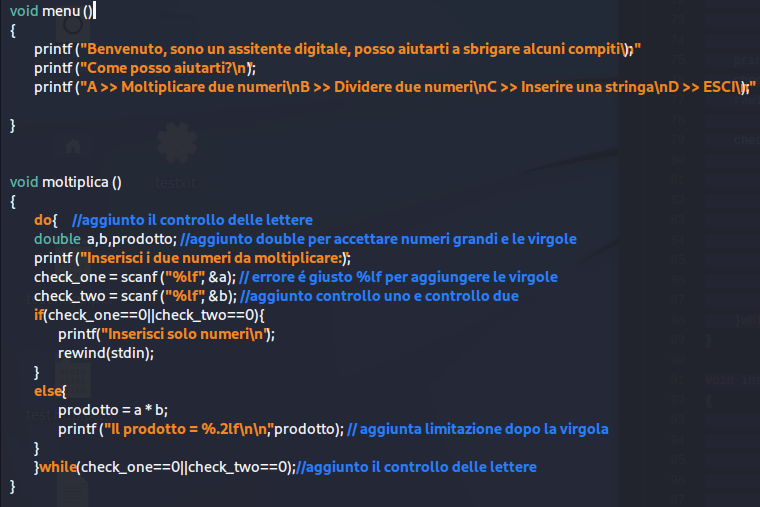 void menu ()
{
printf ("Benvenuto, sono un assitente digitale, posso aiutarti a sbrigare alcuni compiti\);"
printf ("Come posso aiutarti?\n");
printf ("A >> Moltiplicare due numeri\nB >> Dividere due numeri\nC >> Inserire una stringa\nD >> ESCI\);"
}
void moltiplica ()
{
do{ //aggiunto il controllo delle lettere
double a,b,prodotto; //aggiunto double per accettare numeri grandi e le virgole
printf ("Inserisci i due numeri da moltiplicare:");
check_one = scanf ("%lf", &a); // errore é giusto %lf per aggiungere le virgole
check_two = scanf ("%lf", &b); //aggiunto controllo uno e controllo due
if(check_one==0||check_two==0){
printf("Inserisci solo numeri\n");
rewind(stdin);
}
else{
prodotto = a * b;
printf ("Il prodotto = %.2lf\n\n",prodotto); // aggiunta limitazione dopo la virgola
}
}while(check_one==0||check_two==0);//aggiunto il controllo delle lettere
}